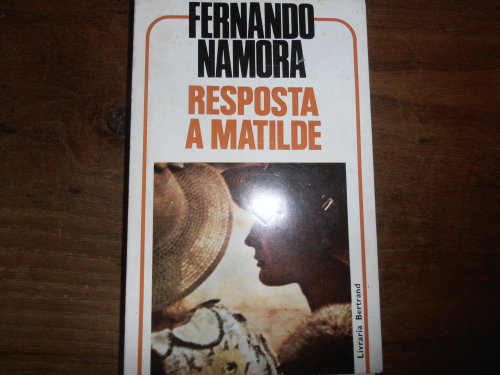 FERNANDO
NAMORA
RESPOSTA
A MATILDE
Livraria Bertrand